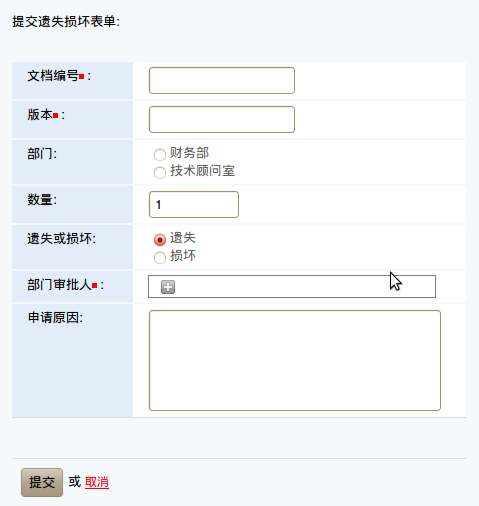 提交遗失损坏表单:
文档编号 :
版本 :
部门:
财务部
技术顾问室
数量:
1
遗失或损坏:
遗失
损坏
部门审批人 :
申请原因:
提交 或 取消